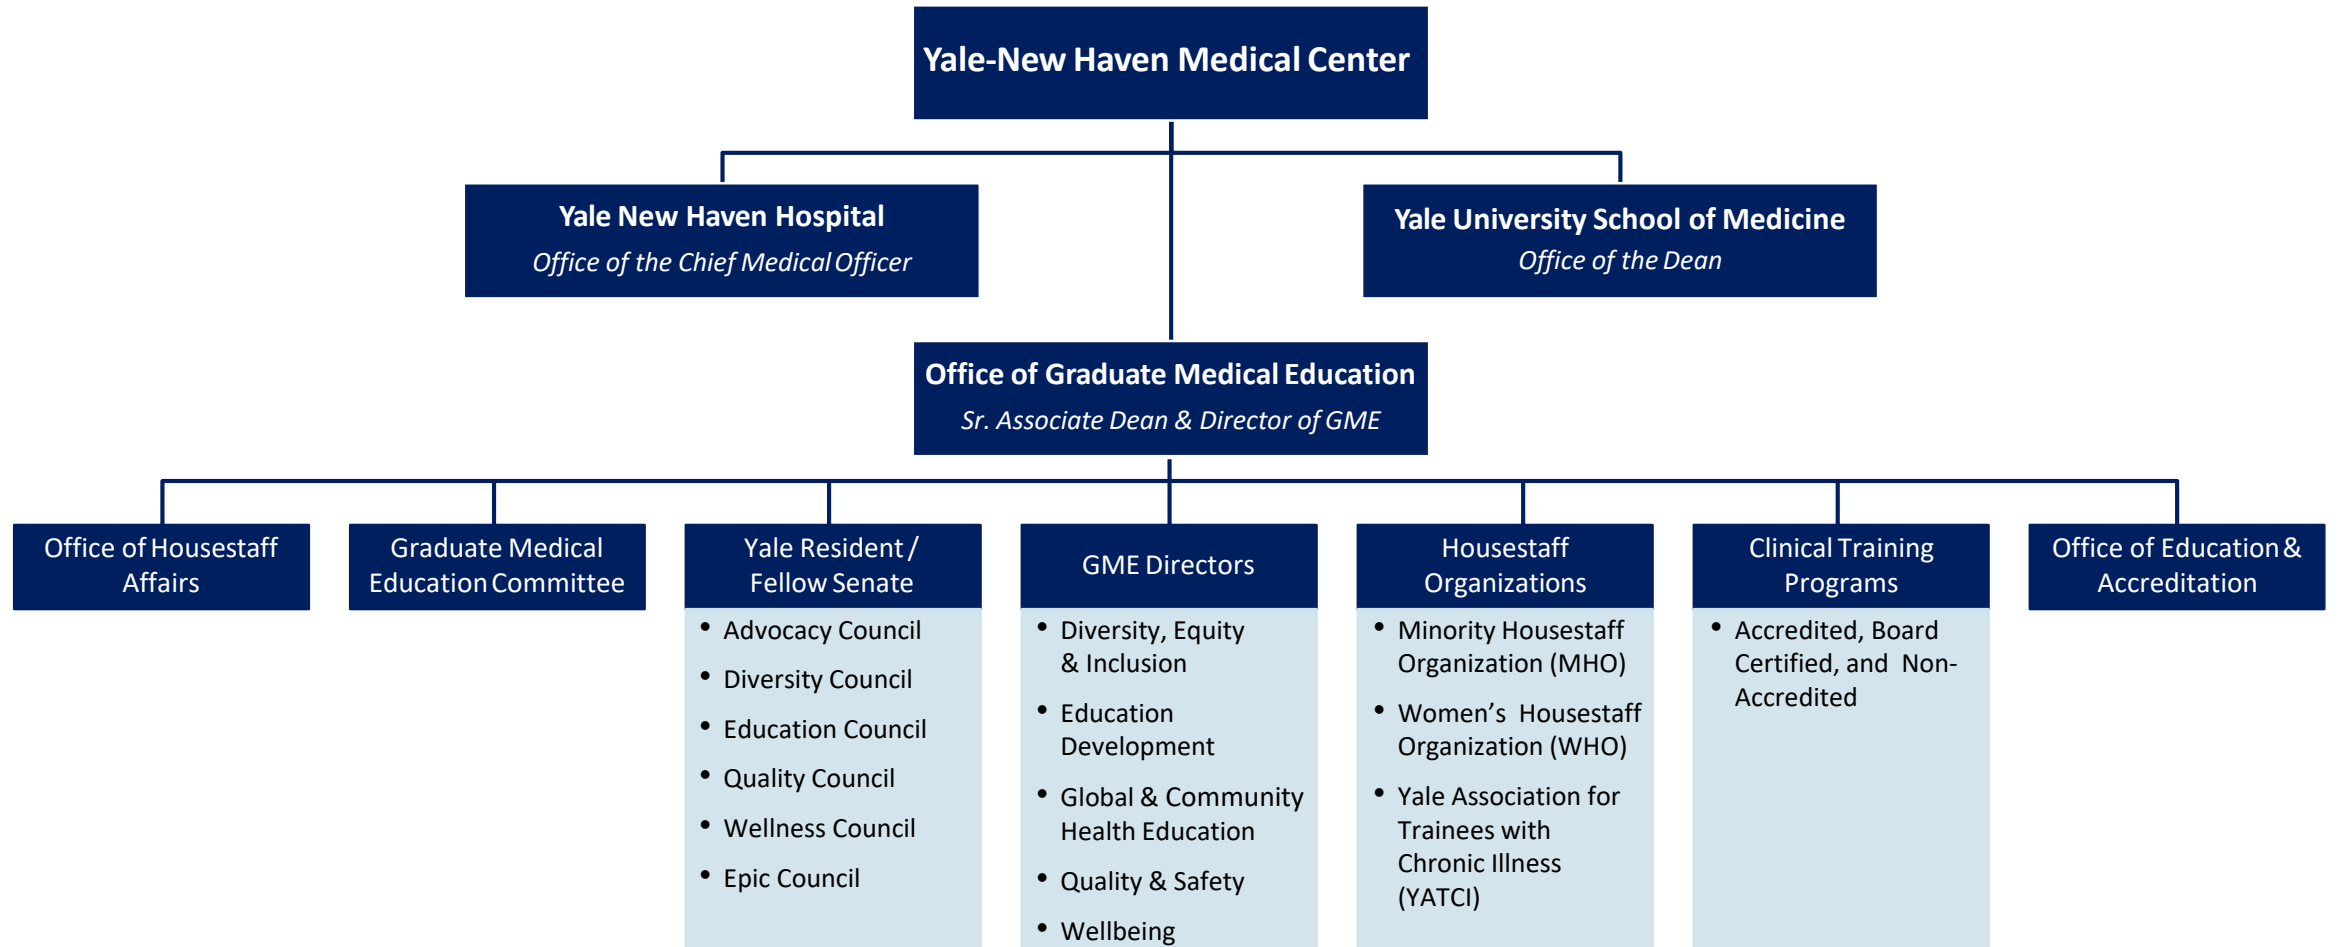 Yale-New Haven Medical Center
Yale New Haven Hospital
Office of the Chief Medical Officer
Yale University School of Medicine
Office of the Dean
Office of Graduate Medical Education
Sr. Associate Dean & Director of GME
Office of Housestaff
Affairs
Graduate Medical
Education Committee
Yale Resident /
Fellow Senate
• Advocacy Council
• Diversity Council
• Education Council
• Quality Council
• Wellness Council
• Epic Council
GME Directors
• Diversity, Equity
& Inclusion
• Education
Development
• Global & Community
Health Education
• Quality & Safety
• Wellbeing
Housestaff
Organizations
• Minority Housestaff
Organization (MHO)
• Women’s Housestaff
Organization (WHO)
• Yale Association for
Trainees with
Chronic Illness
(YATCI)
Clinical Training
Programs
• Accredited, Board
Certified, and Non-
Accredited
Office of Education &
Accreditation